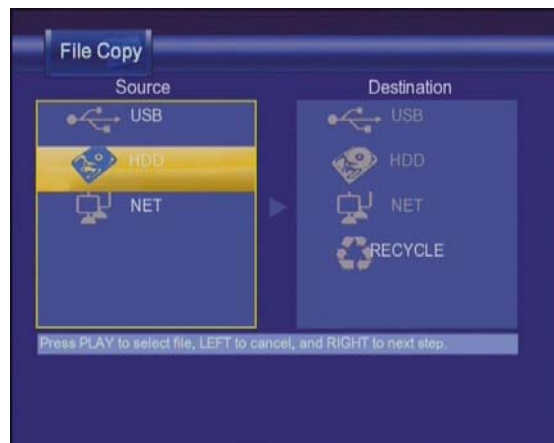 File Copy
Source
Destination
USB
HDD
NET
USB
HDD
NET
RECYCLE
Press PLAY to select file, LEFT to cancel, and RIGHT to next step.